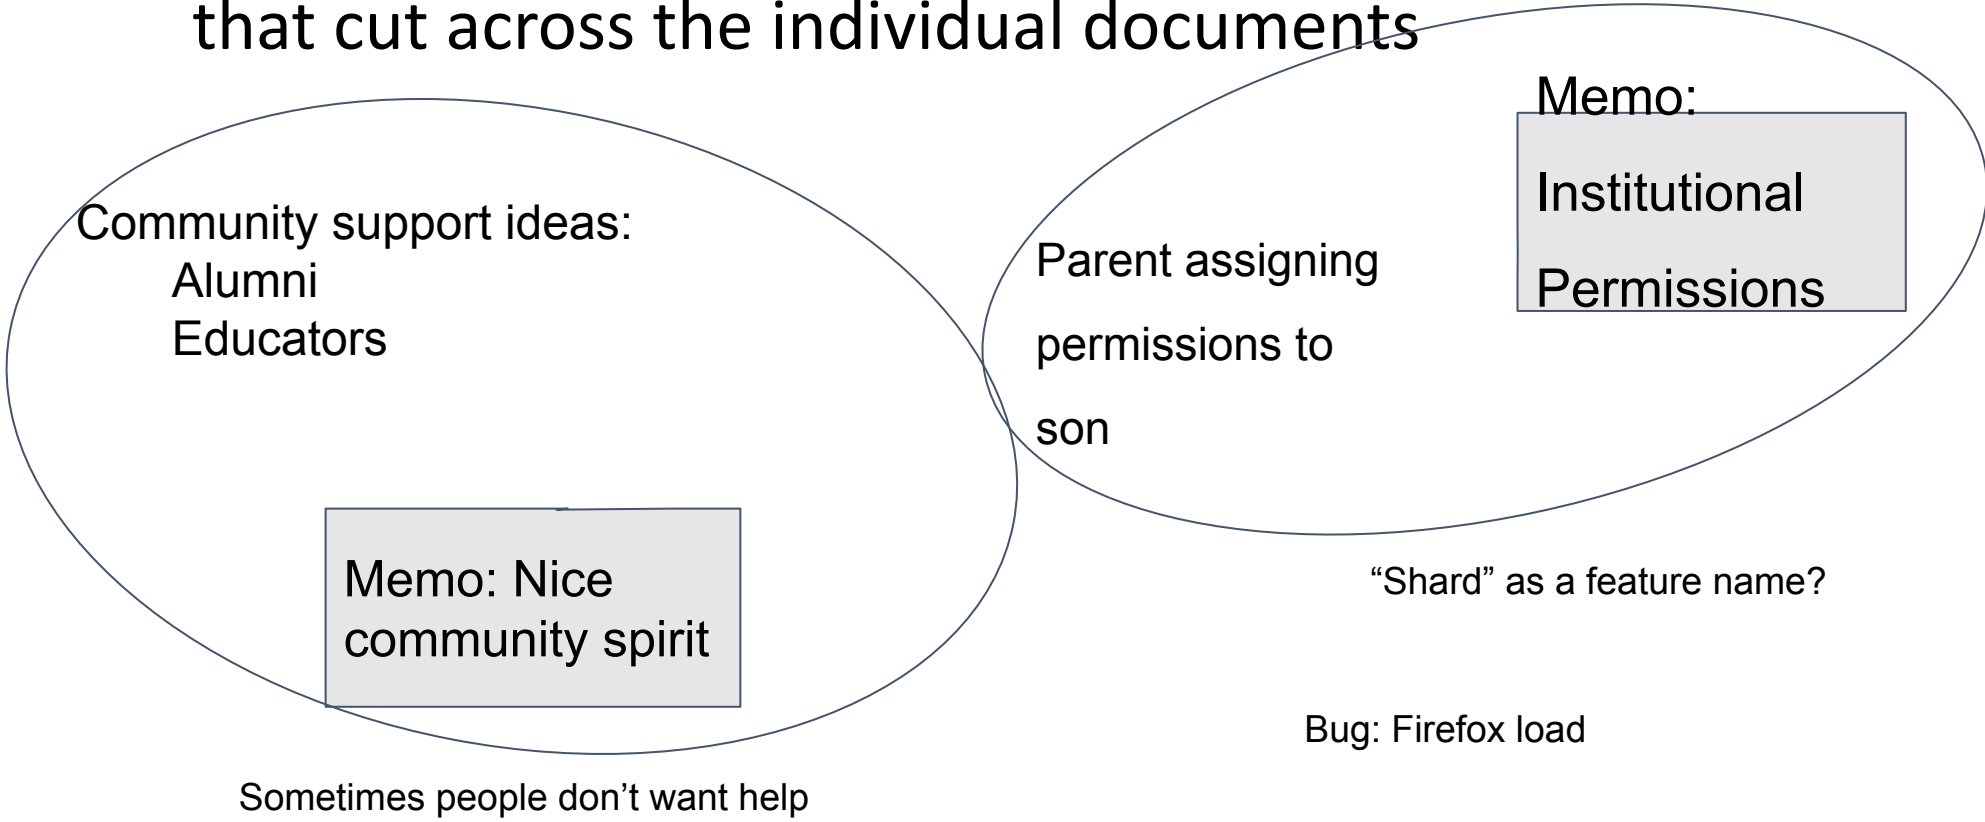 that cut across the individual documents
Community support ideas:
Alumni
Educators
Memo: Nice
community spirit
Sometimes people don’t want help
Parent assigning
permissions to
son
Memo:
Institutional
Permissions
“Shard” as a feature name?
Bug: Firefox load